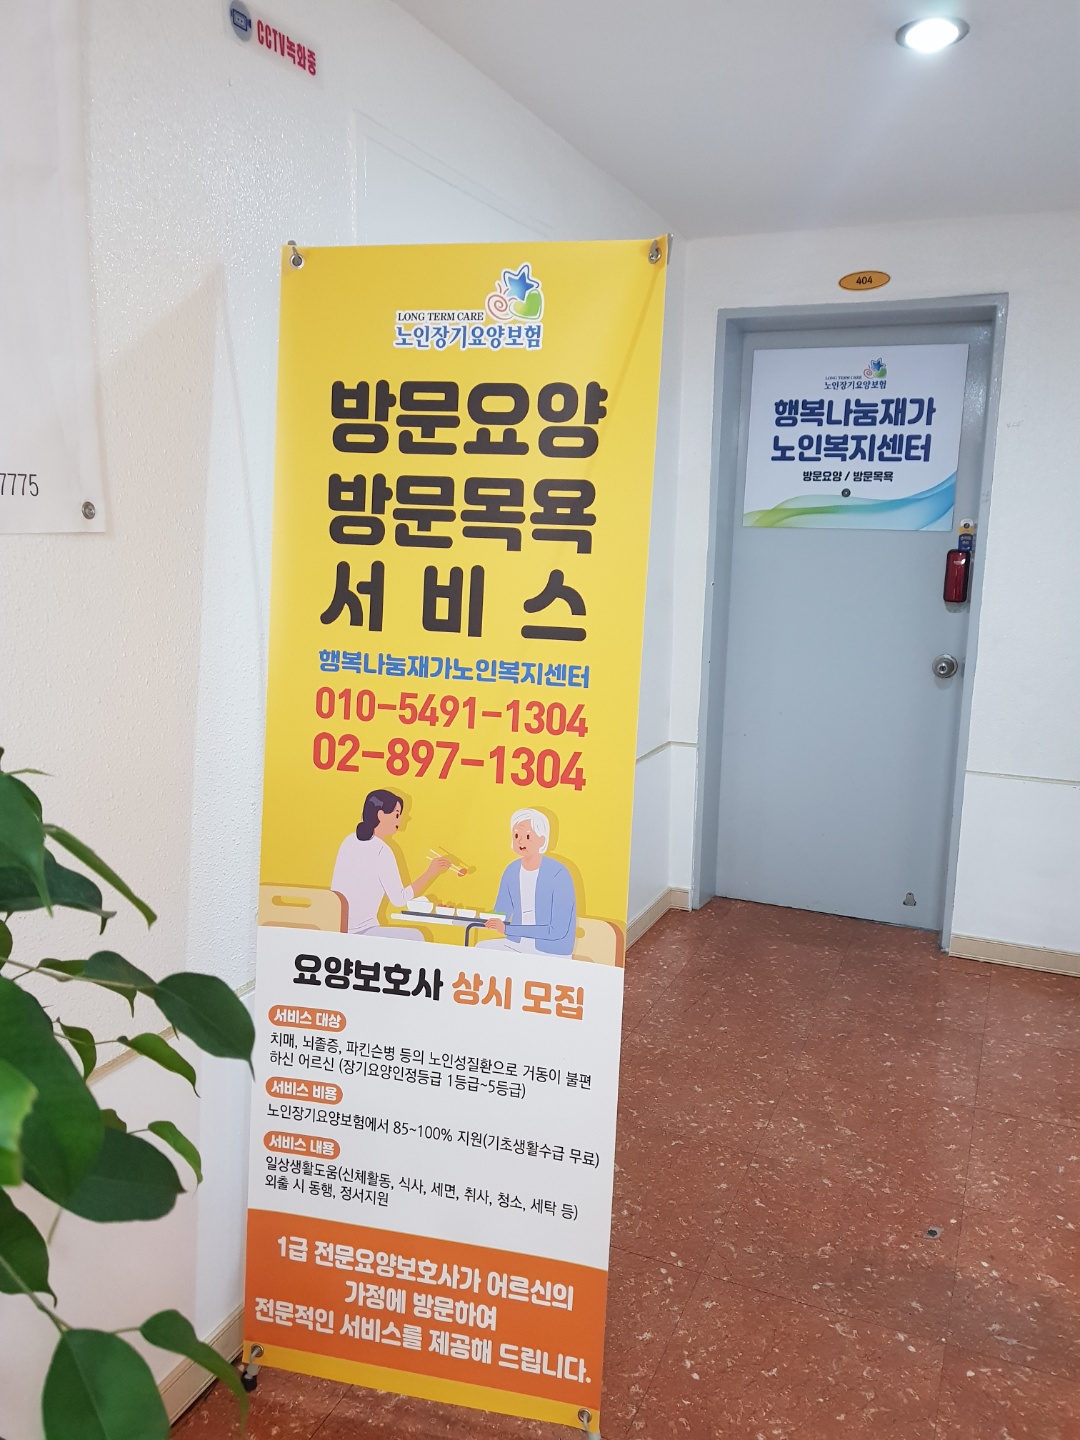 CCTV녹화중
7775
LONG TERM CARE
노인장기요양보험
방문요양
방문목욕
서비스
행복나눔재가노인복지센터
010-5491-1304
02-897-1304
요양보호사 상시 모집
서비스 대상
치매, 뇌졸증, 파킨슨병 등의 노인성질환으로 거동이 불편
하신 어르신 (장기요양인정등급 1등급~5등급)
서비스 비용
노인장기요양보험에서 85~100% 지원(기초생활수급 무료)
서비스 내용
일상생활도움(신체활동, 식사, 세면, 취사, 청소, 세탁 등)
외출 시 동행, 정서지원
1급 전문요양보호사가 어르신의
가정에 방문하여
전문적인 서비스를 제공해 드립니다.
404
LONG TERM CARE
노인장기요양보험
행복나눔재가
노인복지센터
방문요양 / 방문목욕